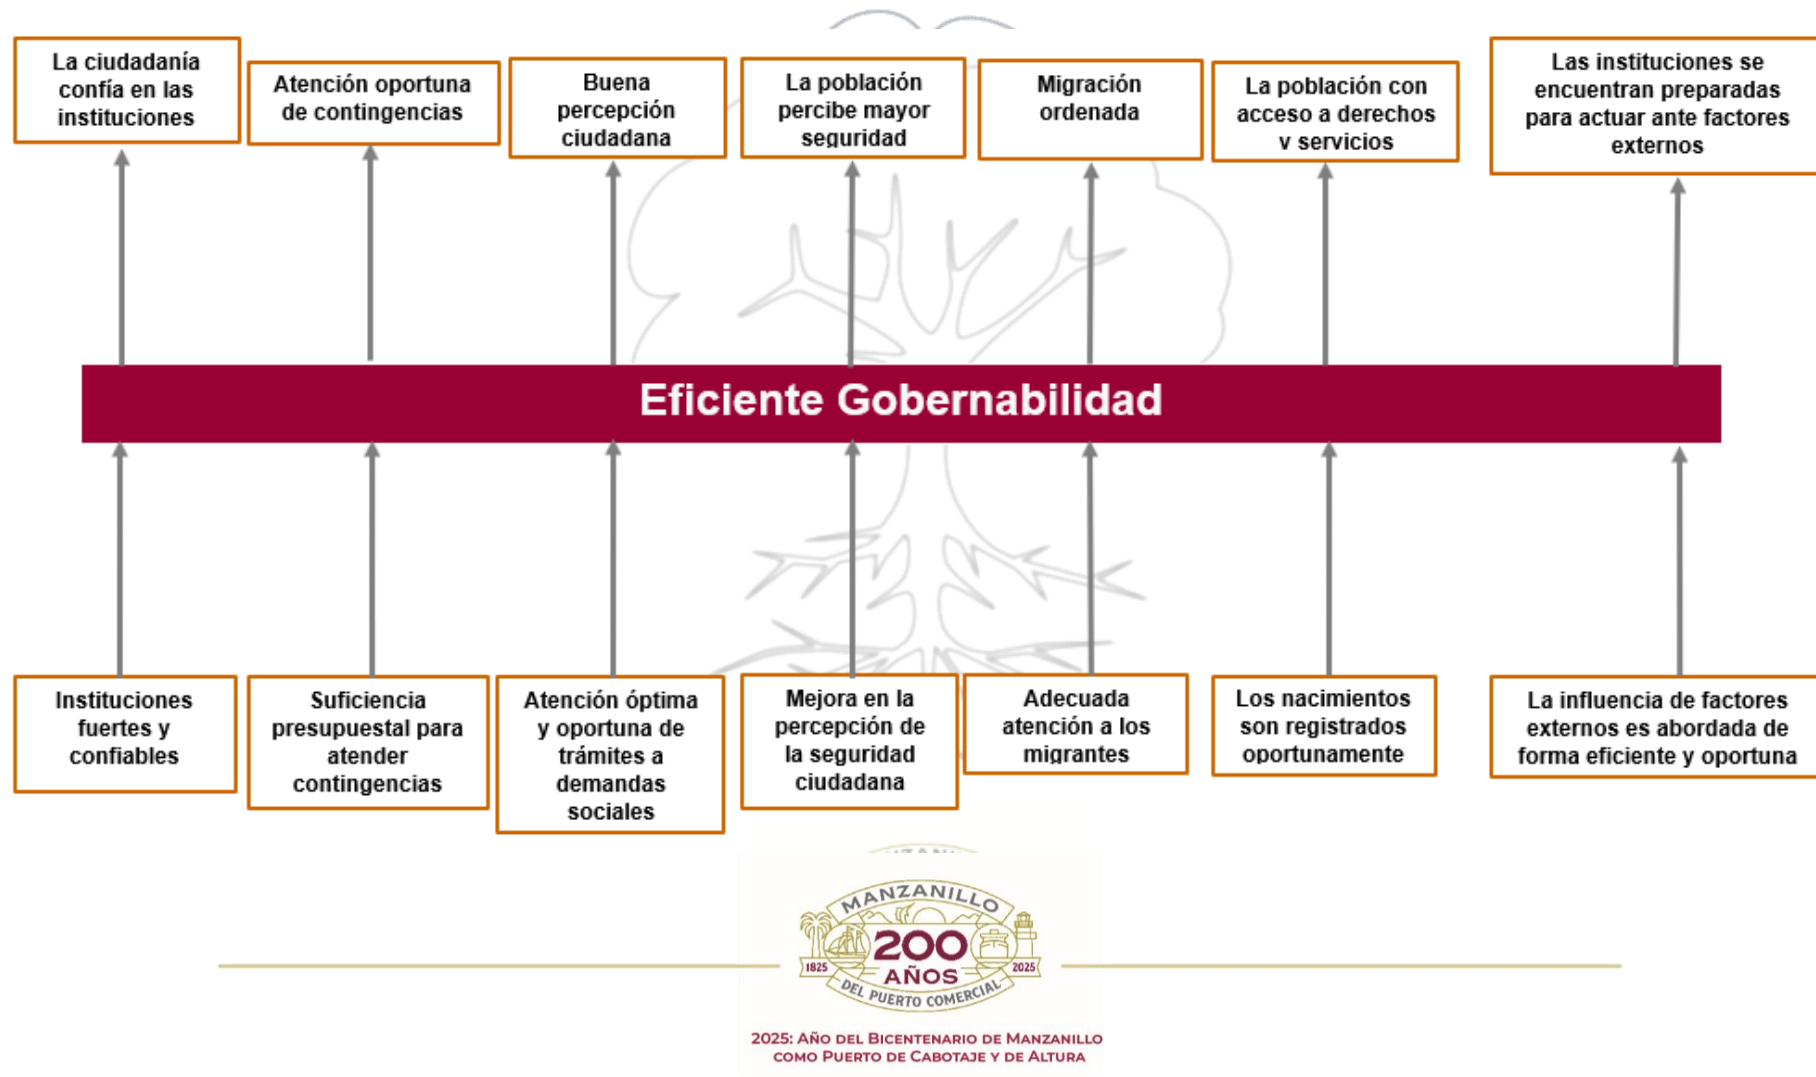 La ciudadanía
confía en las
instituciones
Atención oportuna
de contingencias
Buena
percepción
ciudadana
La población
percibe mayor
seguridad
Migración
ordenada
La población con
acceso a derechos
y servicios
Las instituciones se
encuentran preparadas
para actuar ante factores
externos
Eficiente Gobernabilidad
Instituciones
fuertes y
confiables
Suficiencia
presupuestal para
atender
contingencias
Atención óptima
y oportuna de
trámites a
demandas
sociales
Mejora en la
percepción de
la seguridad
ciudadana
Adecuada
atención a los
migrantes
Los nacimientos
son registrados
oportunamente
La influencia de factores
externos es abordada de
forma eficiente y oportuna
MANZANILLO
200
AÑOS
1825
2025
DEL PUERTO COMERCIAL
2025: AÑO DEL BICENTENARIO DE MANZANILLO
COMO PUERTO DE CABOTAJE Y DE ALTURA